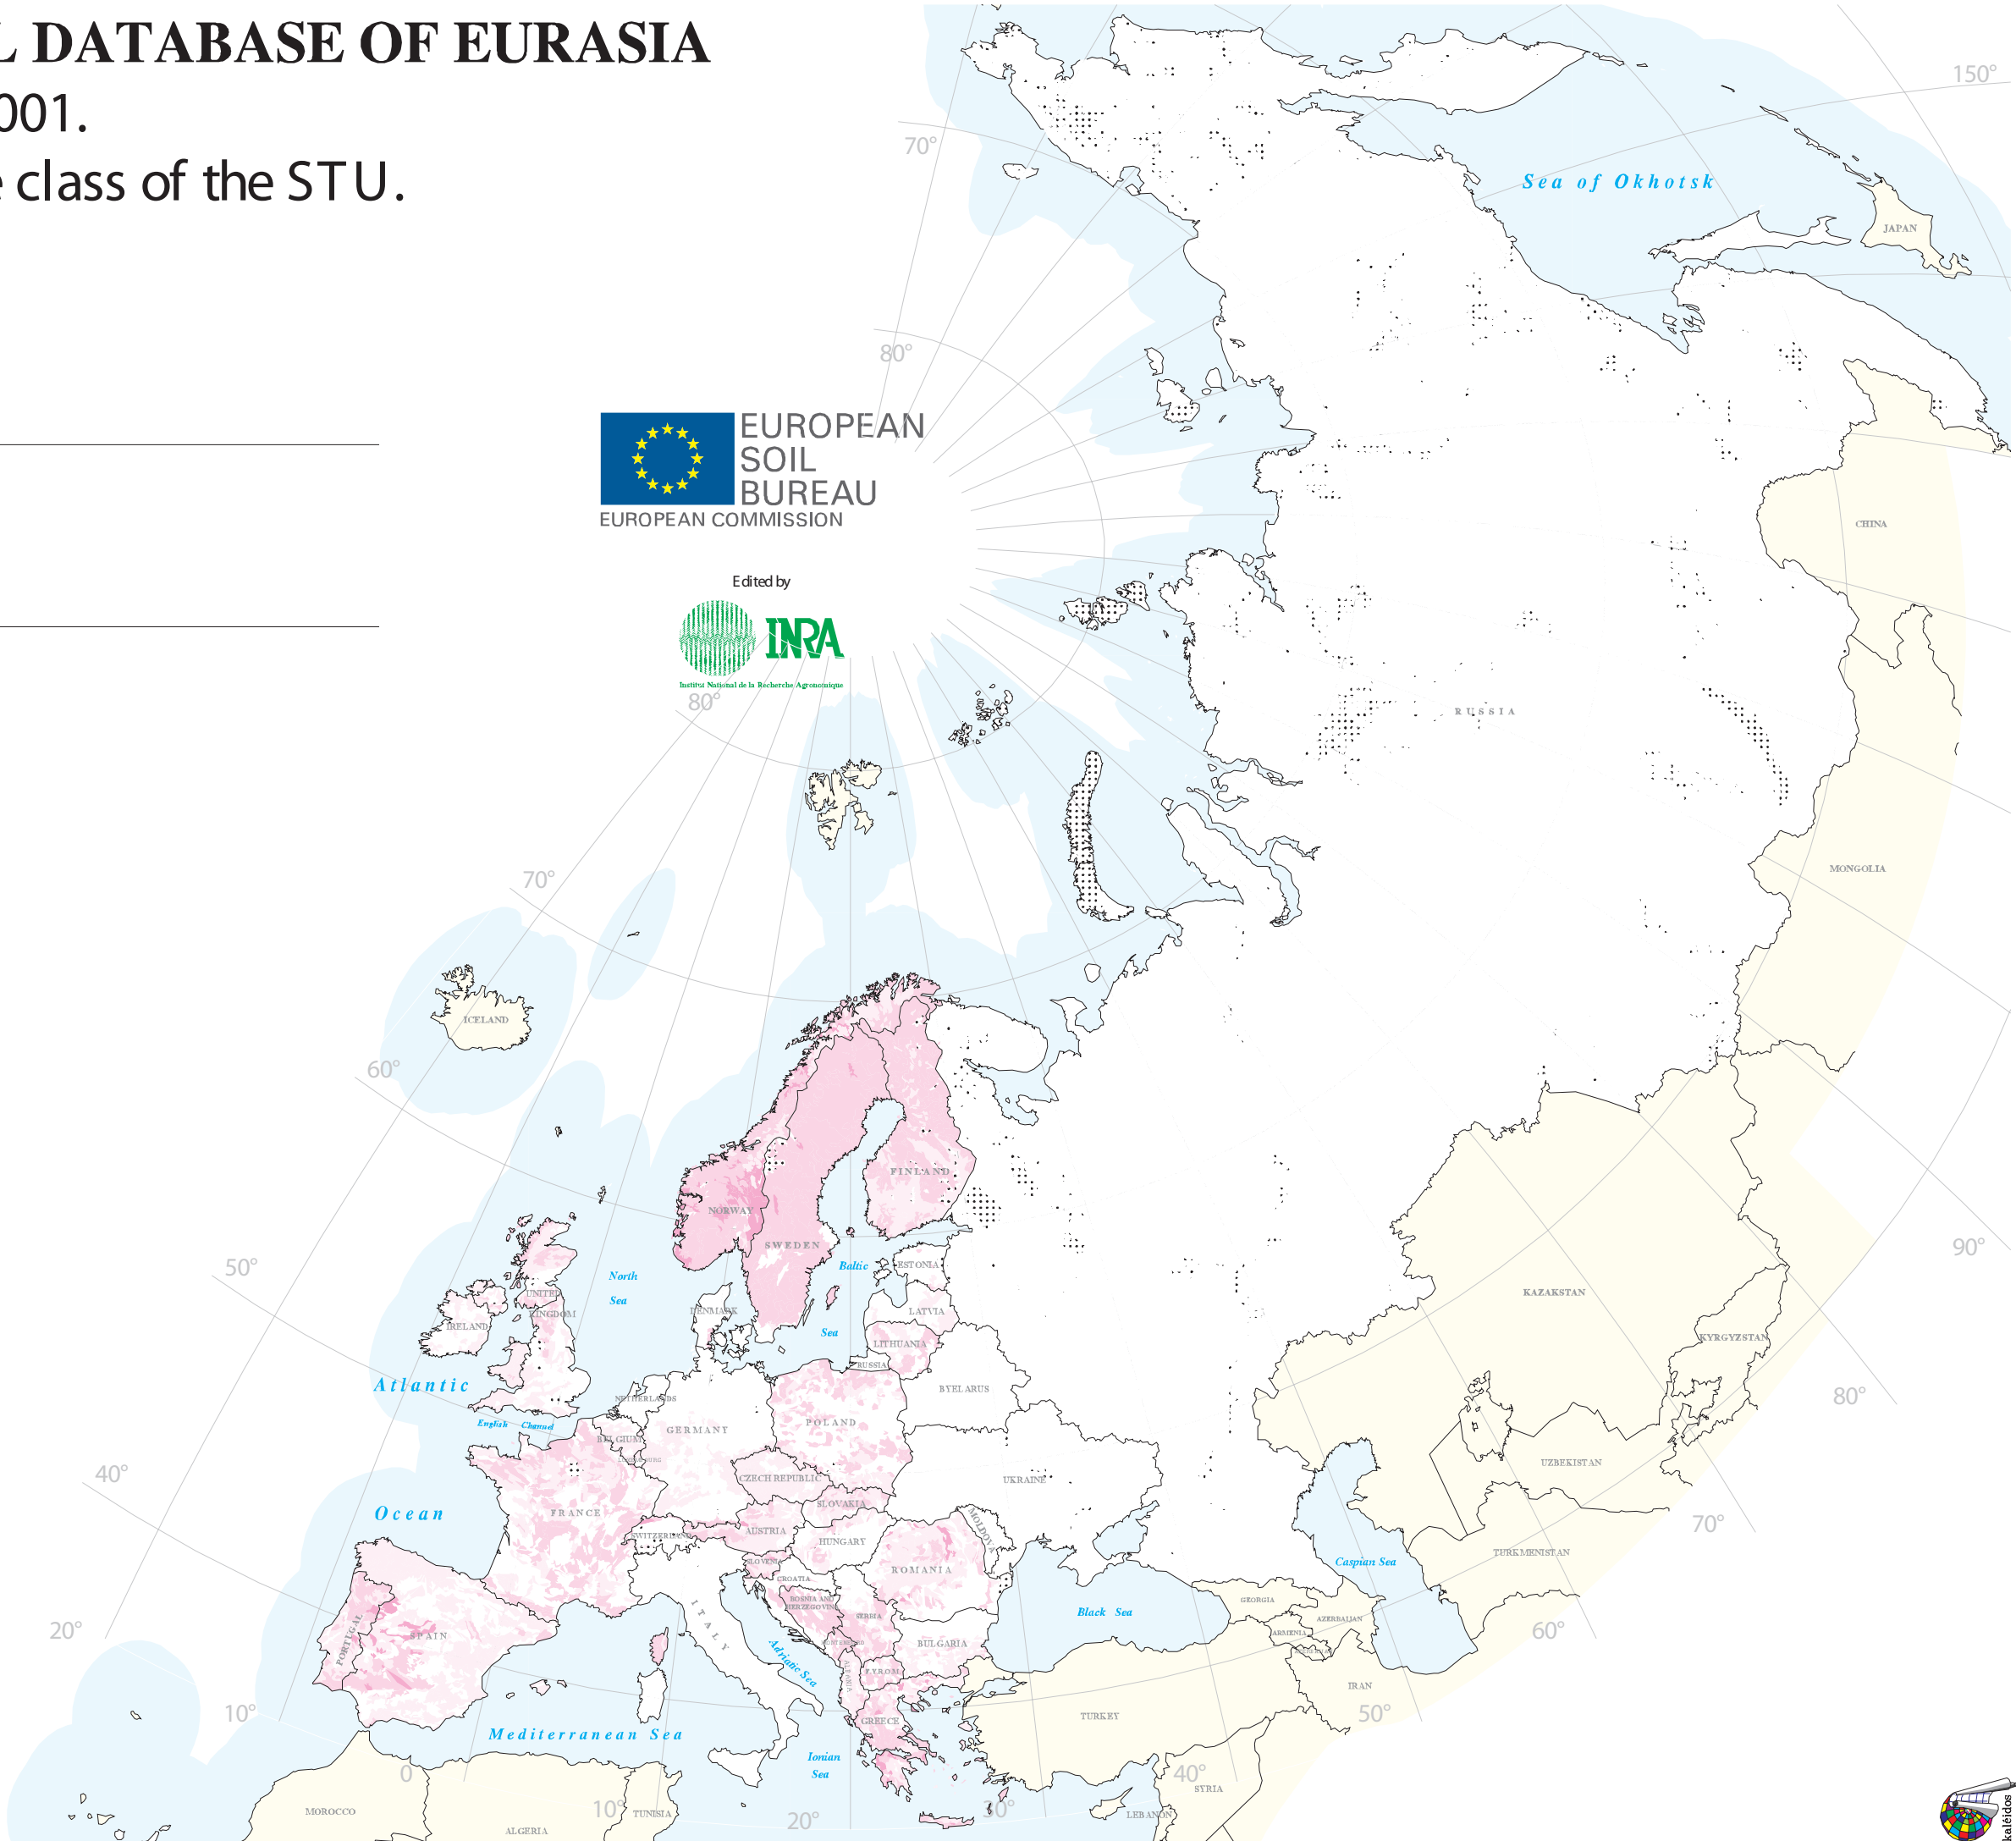 L DATABASE OF EURASIA
001.
e class of the STU.
EUROPEAN
SOIL
BUREAU
EUROPEAN COMMISSION
Edited by
INRA
Institut National de la Recherche Agronomique
150°
70°
Sea of Okhotsk
JAPAN
80°
CHINA
RUSSIA
80°
MONGOLIA
70°
ICELAND
60°
FINLAND
NORWAY
SWEDEN
50°
North
Sea
Baltic
Sea
ESTONIA
90°
UNITED
KINGDOM
IRELAND
DENMARK
LATVIA
LITHUANIA
RUSSIA
KAZAKSTAN
KYRGYZSTAN
Atlantic
NETHERLANDS
BYELARUS
80°
English Channel
BELGIUM
GERMANY
POLAND
LUXEMBOURG
40°
CZECH REPUBLIC
UKRAINE
UZBEKISTAN
Ocean
FRANCE
SLOVAKIA
SWITZERLAND
AUSTRIA
HUNGARY
MOLDOVA
70°
TURKMENISTAN
Caspian Sea
SLOVENIA
ROMANIA
CROATIA
BOSNIA AND
HERZEGOVINA
GEORGIA
20°
PORTUGAL
SPAIN
ITALY
SERBIA
Black Sea
AZERBAIJAN
ARMENIA
60°
BULGARIA
Adriatic Sea
ALBANIA
F.Y.R.O.M.
IRAN
10°
Mediterranean Sea
GREECE
TURKEY
50°
Ionian
Sea
0
40°
SYRIA
MOROCCO
10°
TUNISIA
20°
30°
LEBANON
ALGERIA
kaléidos